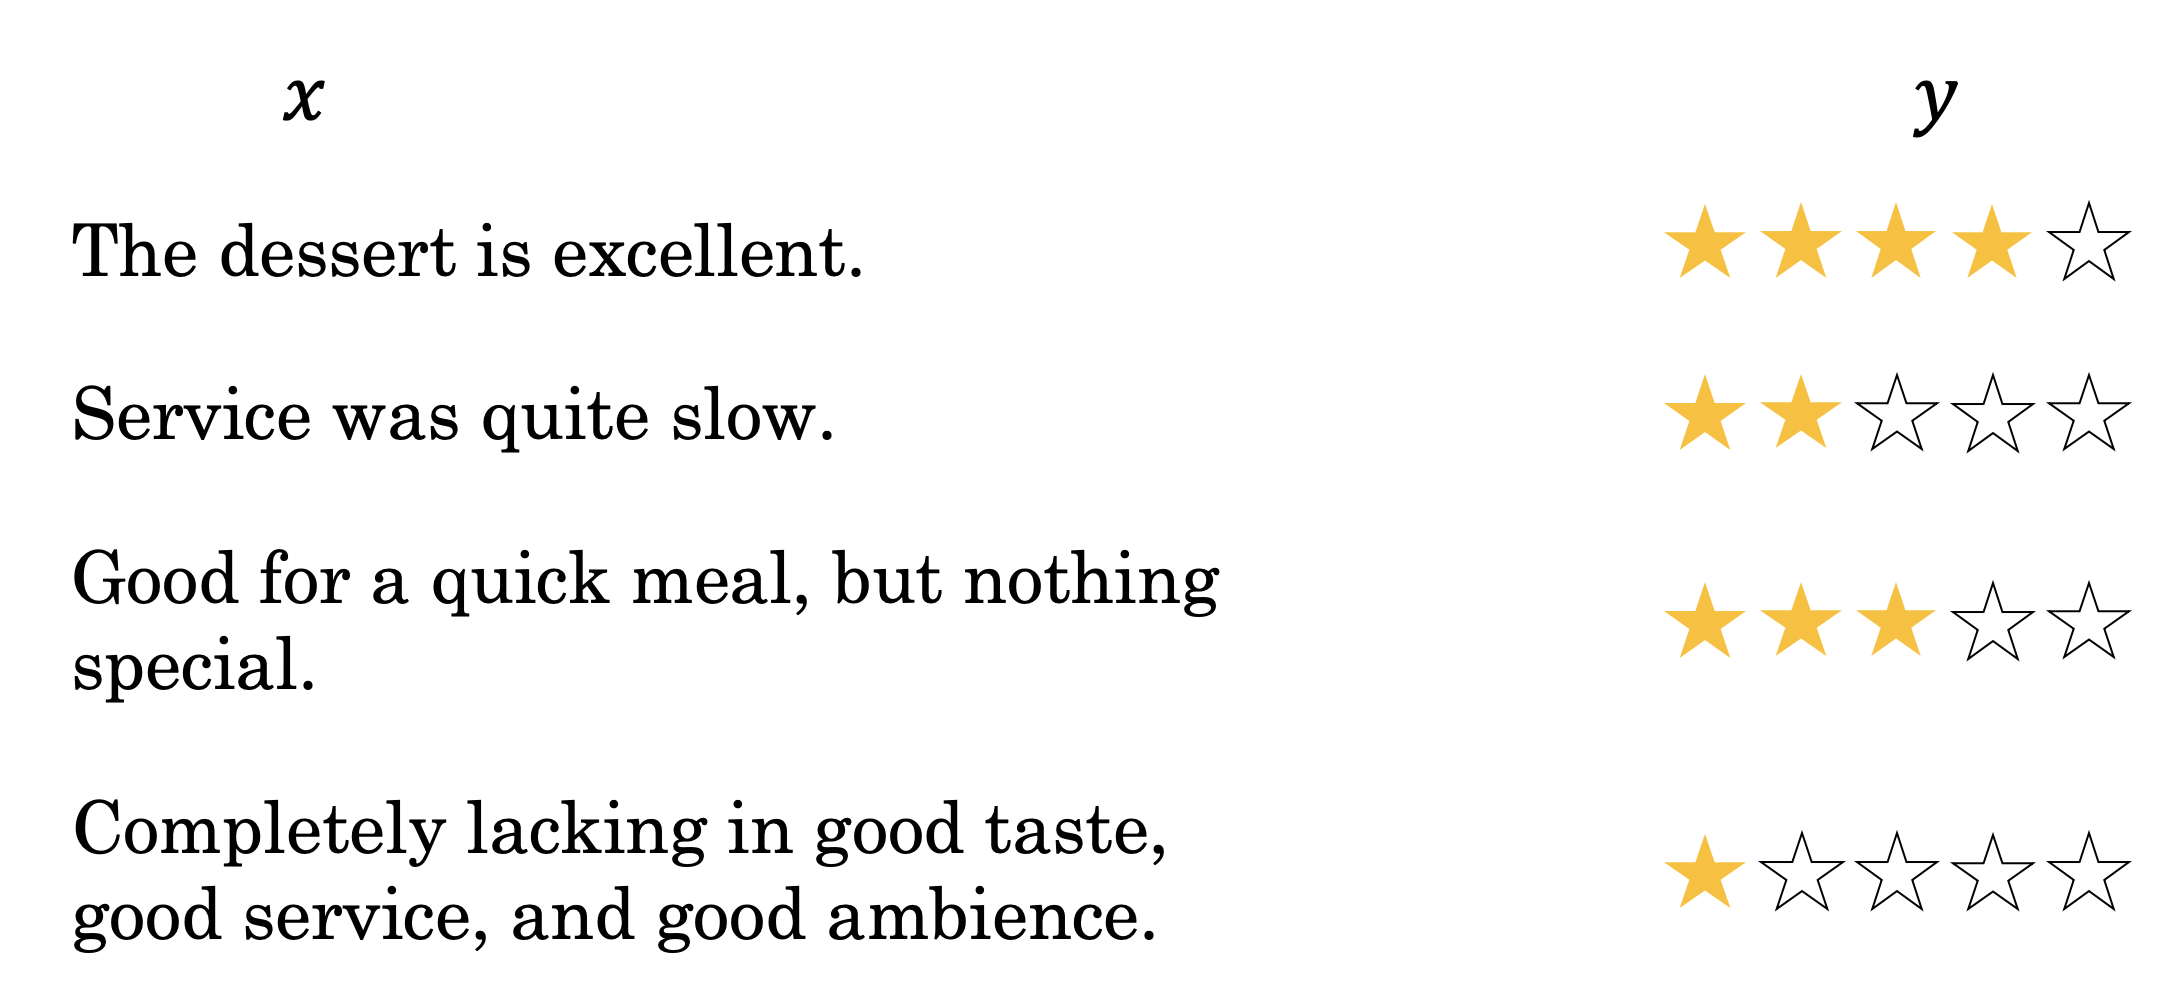 x y
The dessert is excellent.
Service was quite slow.
Good for a quick meal, but nothing
special.
Completely lacking in good taste,
good service, and good ambience.